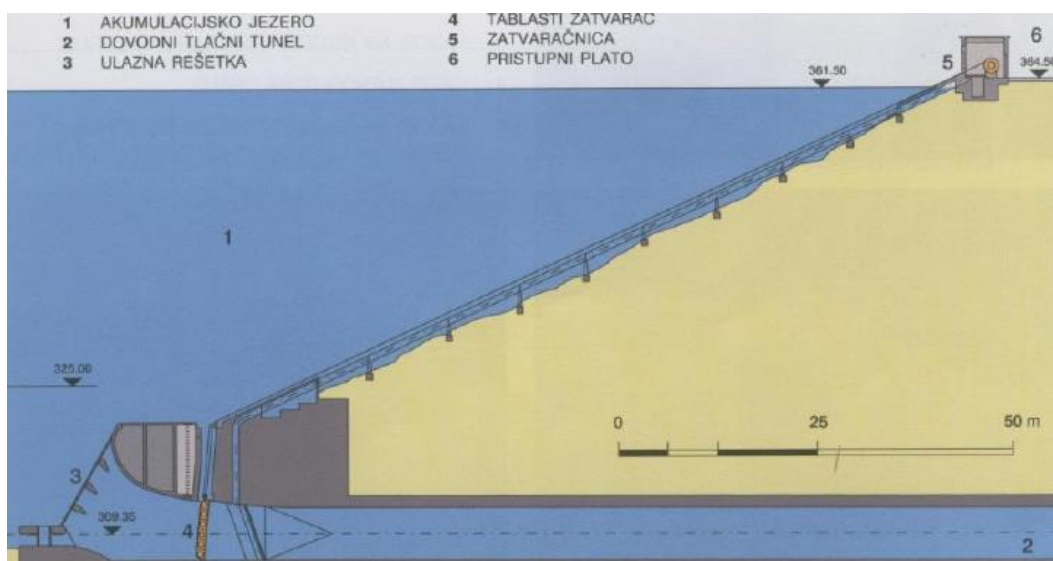 1 AKUMULACIJSKO JEZERO
2 DOVODNI TLAČNI TUNEL
3 ULAZNA REŠETKA
4 TABLASTI ZATVARAČ
5 ZATVARAČNICA
6 PRISTUPNI PLATO
6
5
361.50
364.50
1
325.00
0 25 50 m
3
309.35
4
2